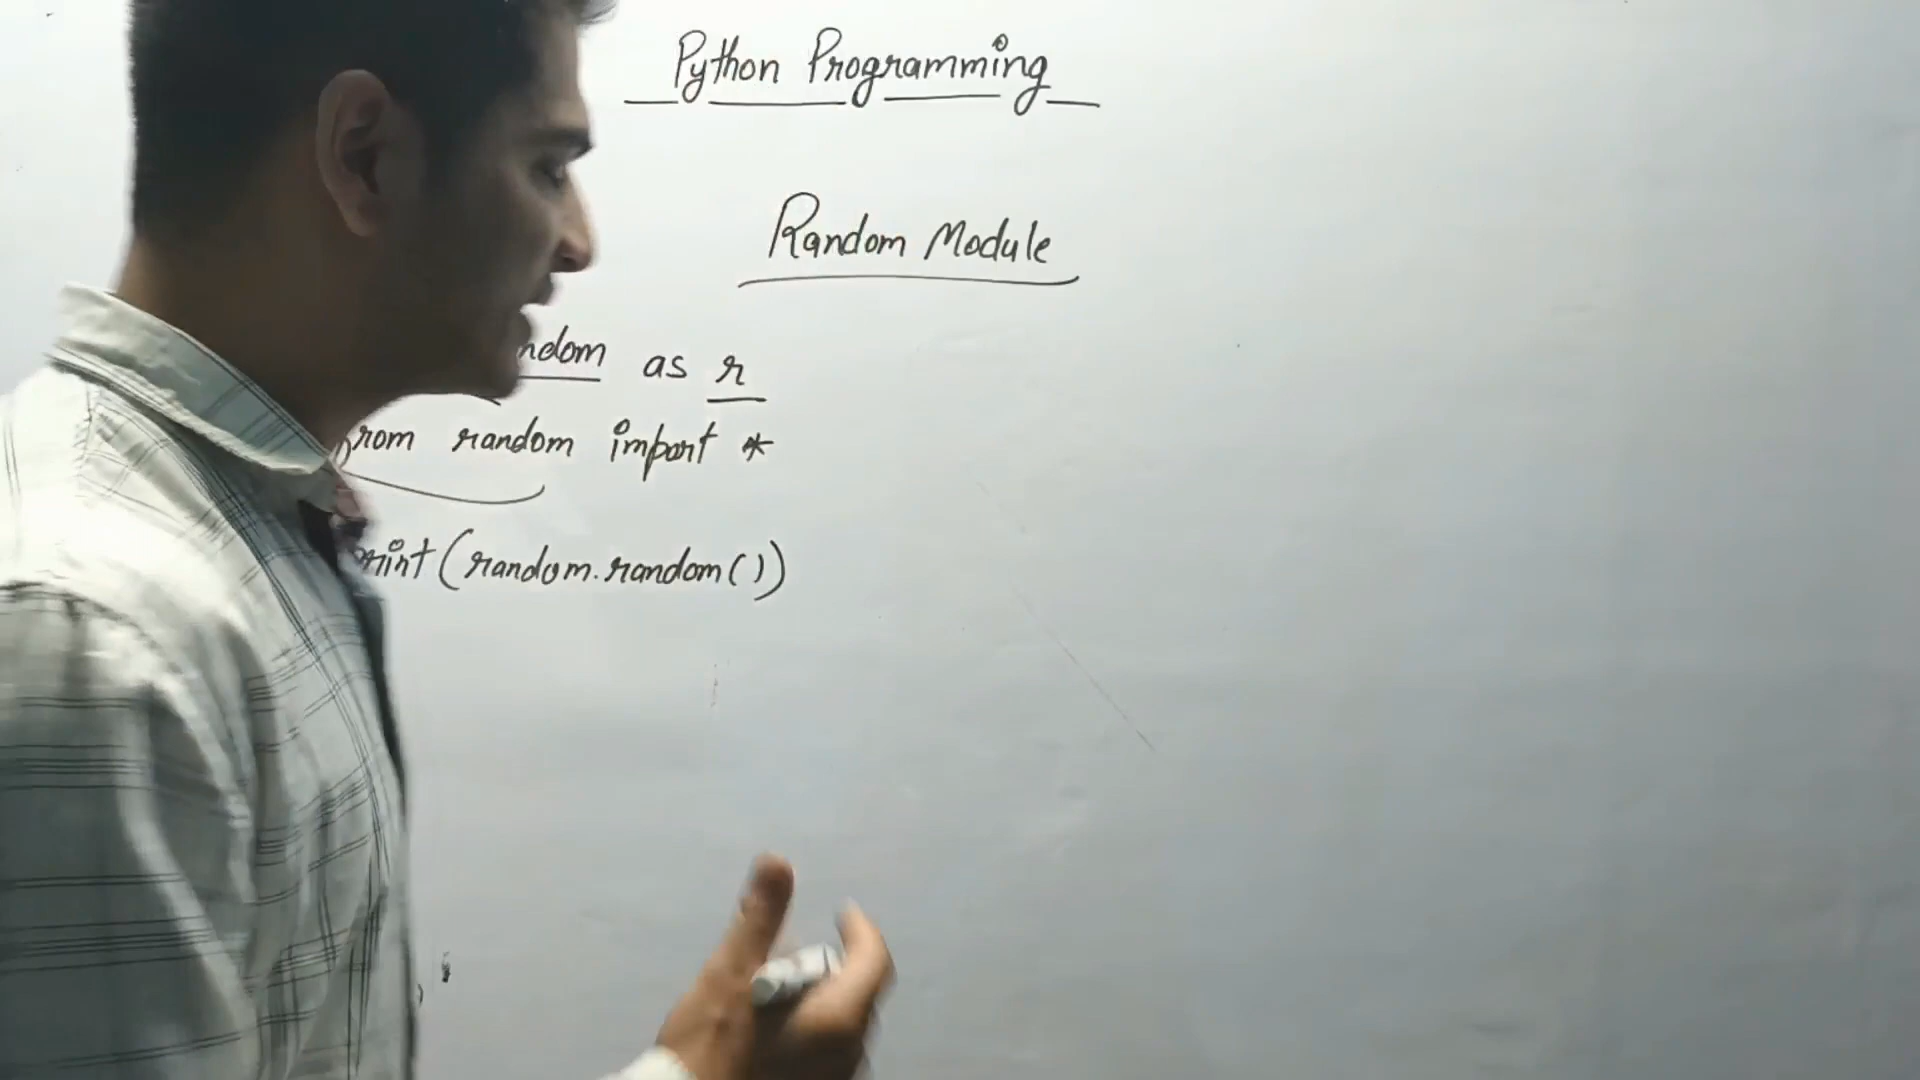 Python Programming
Random Module
ndom as r
rom random import *
rint(random.random())